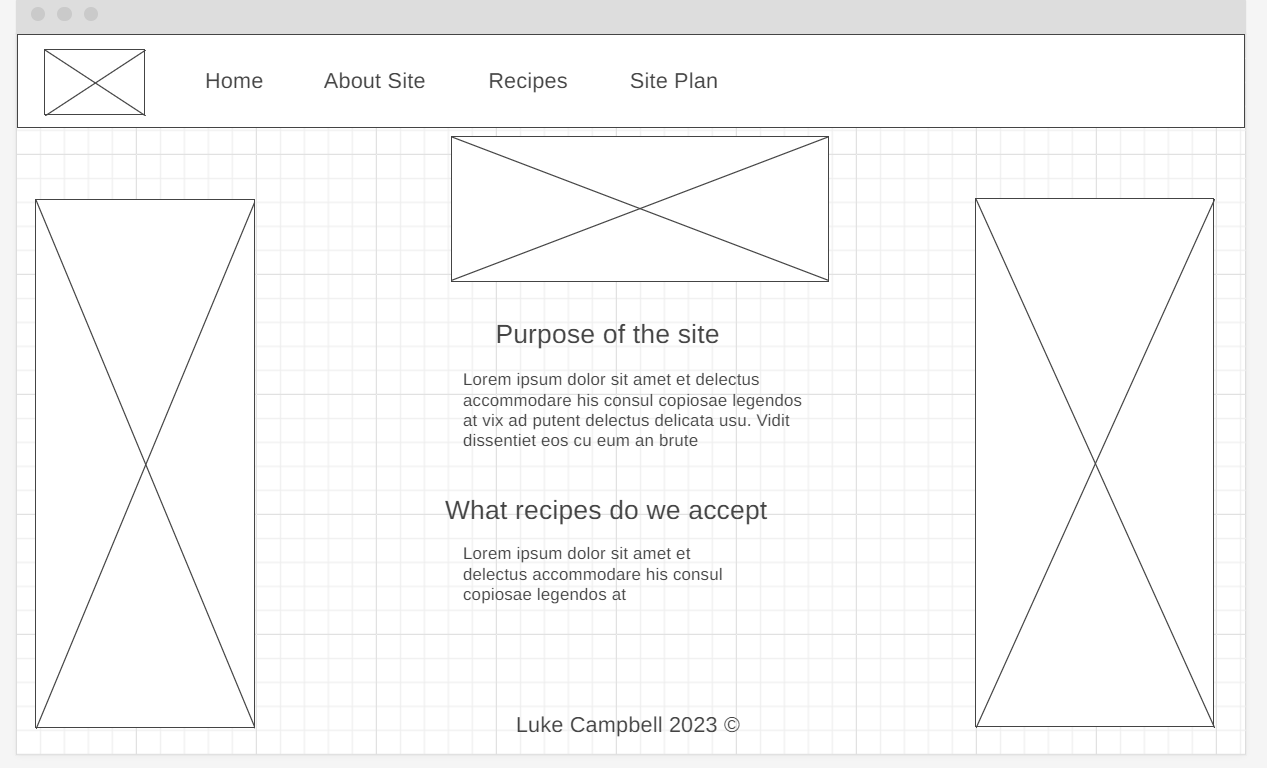 Home About Site Recipes Site Plan
Purpose of the site
Lorem ipsum dolor sit amet et delectus
accommodare his consul copiosae legendos
at vix ad putent delectus delicata usu. Vidit
dissentiet eos cu eum an brute
What recipes do we accept
Lorem ipsum dolor sit amet et
delectus accommodare his consul
copiosae legendos at
Luke Campbell 2023 ©